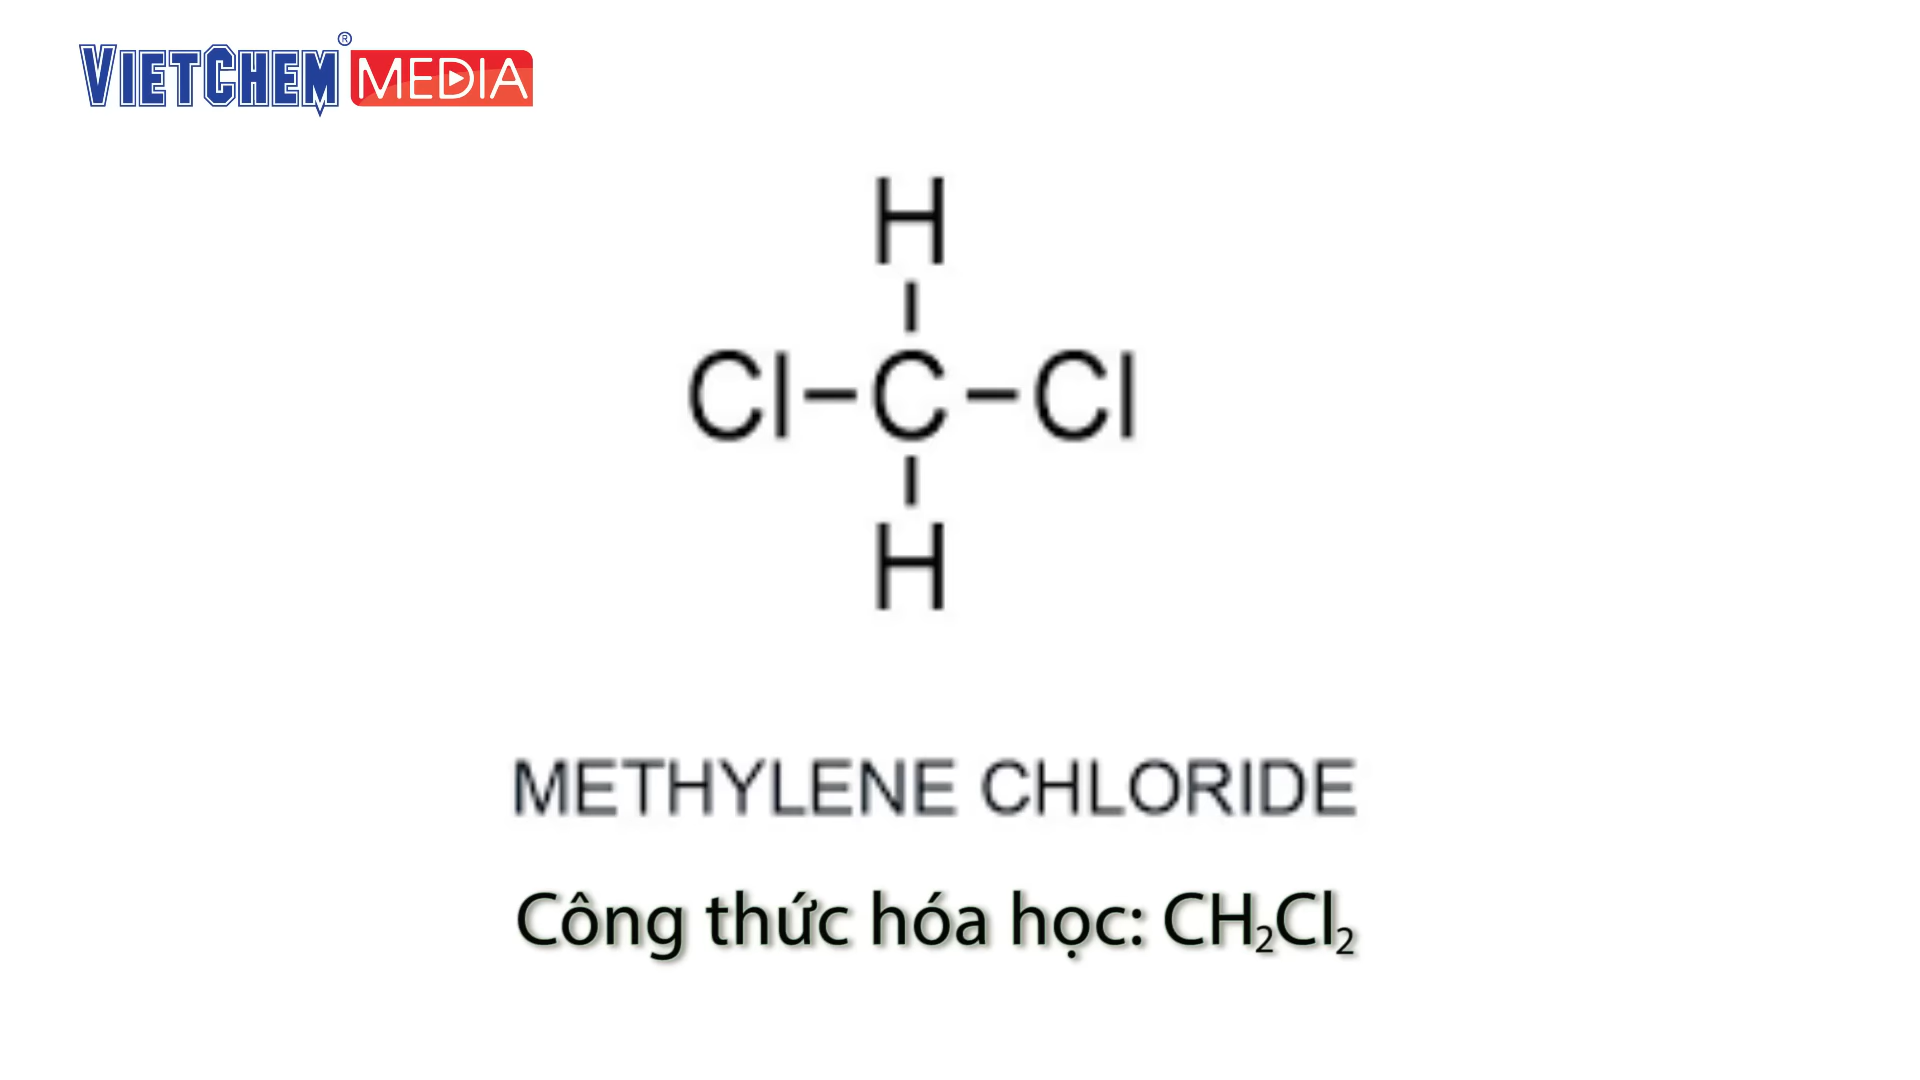 VIETCHEM® MEDIA
H
Cl-C-Cl
H
METHYLENE CHLORIDE
Công thức hóa học: CH₂Cl₂